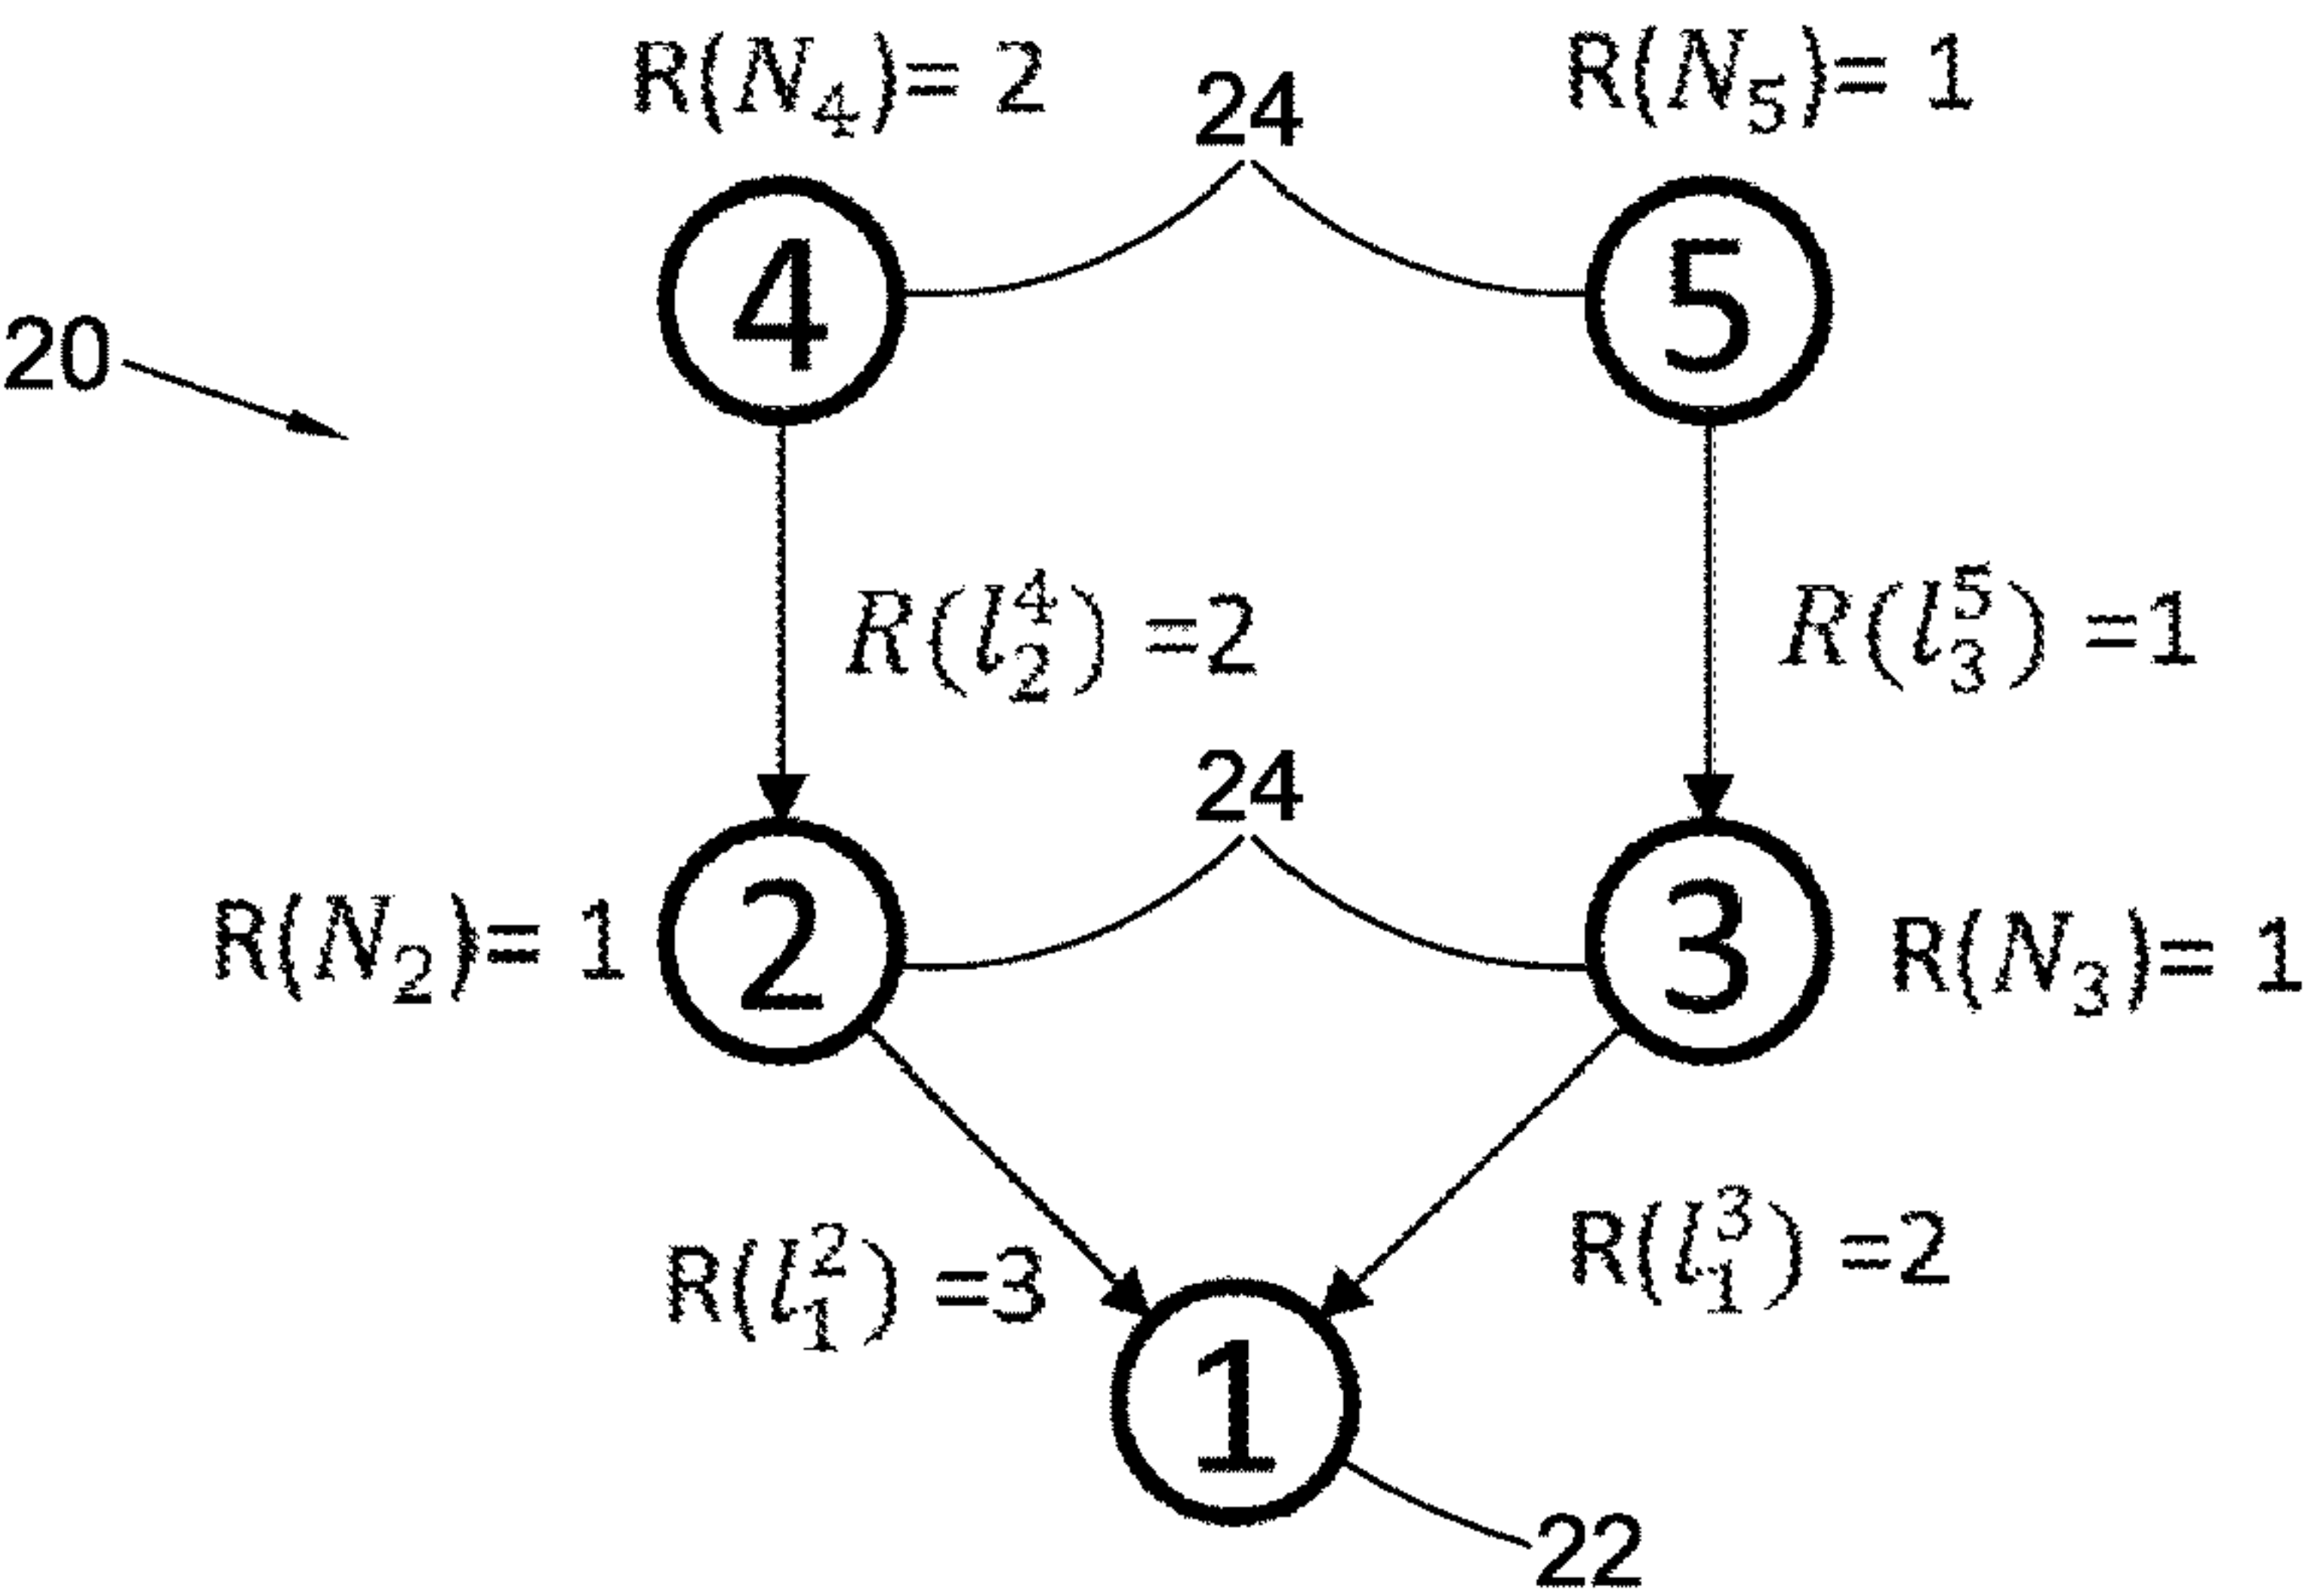 R(N₄)= 2
24
R(N₅)= 1
4
5
20
R(l₂⁴) =2
R(l₃⁵) =1
24
R(N₂)= 1
2
3
R(N₃)= 1
R(l₁²) =3
R(l₁³) =2
1
22